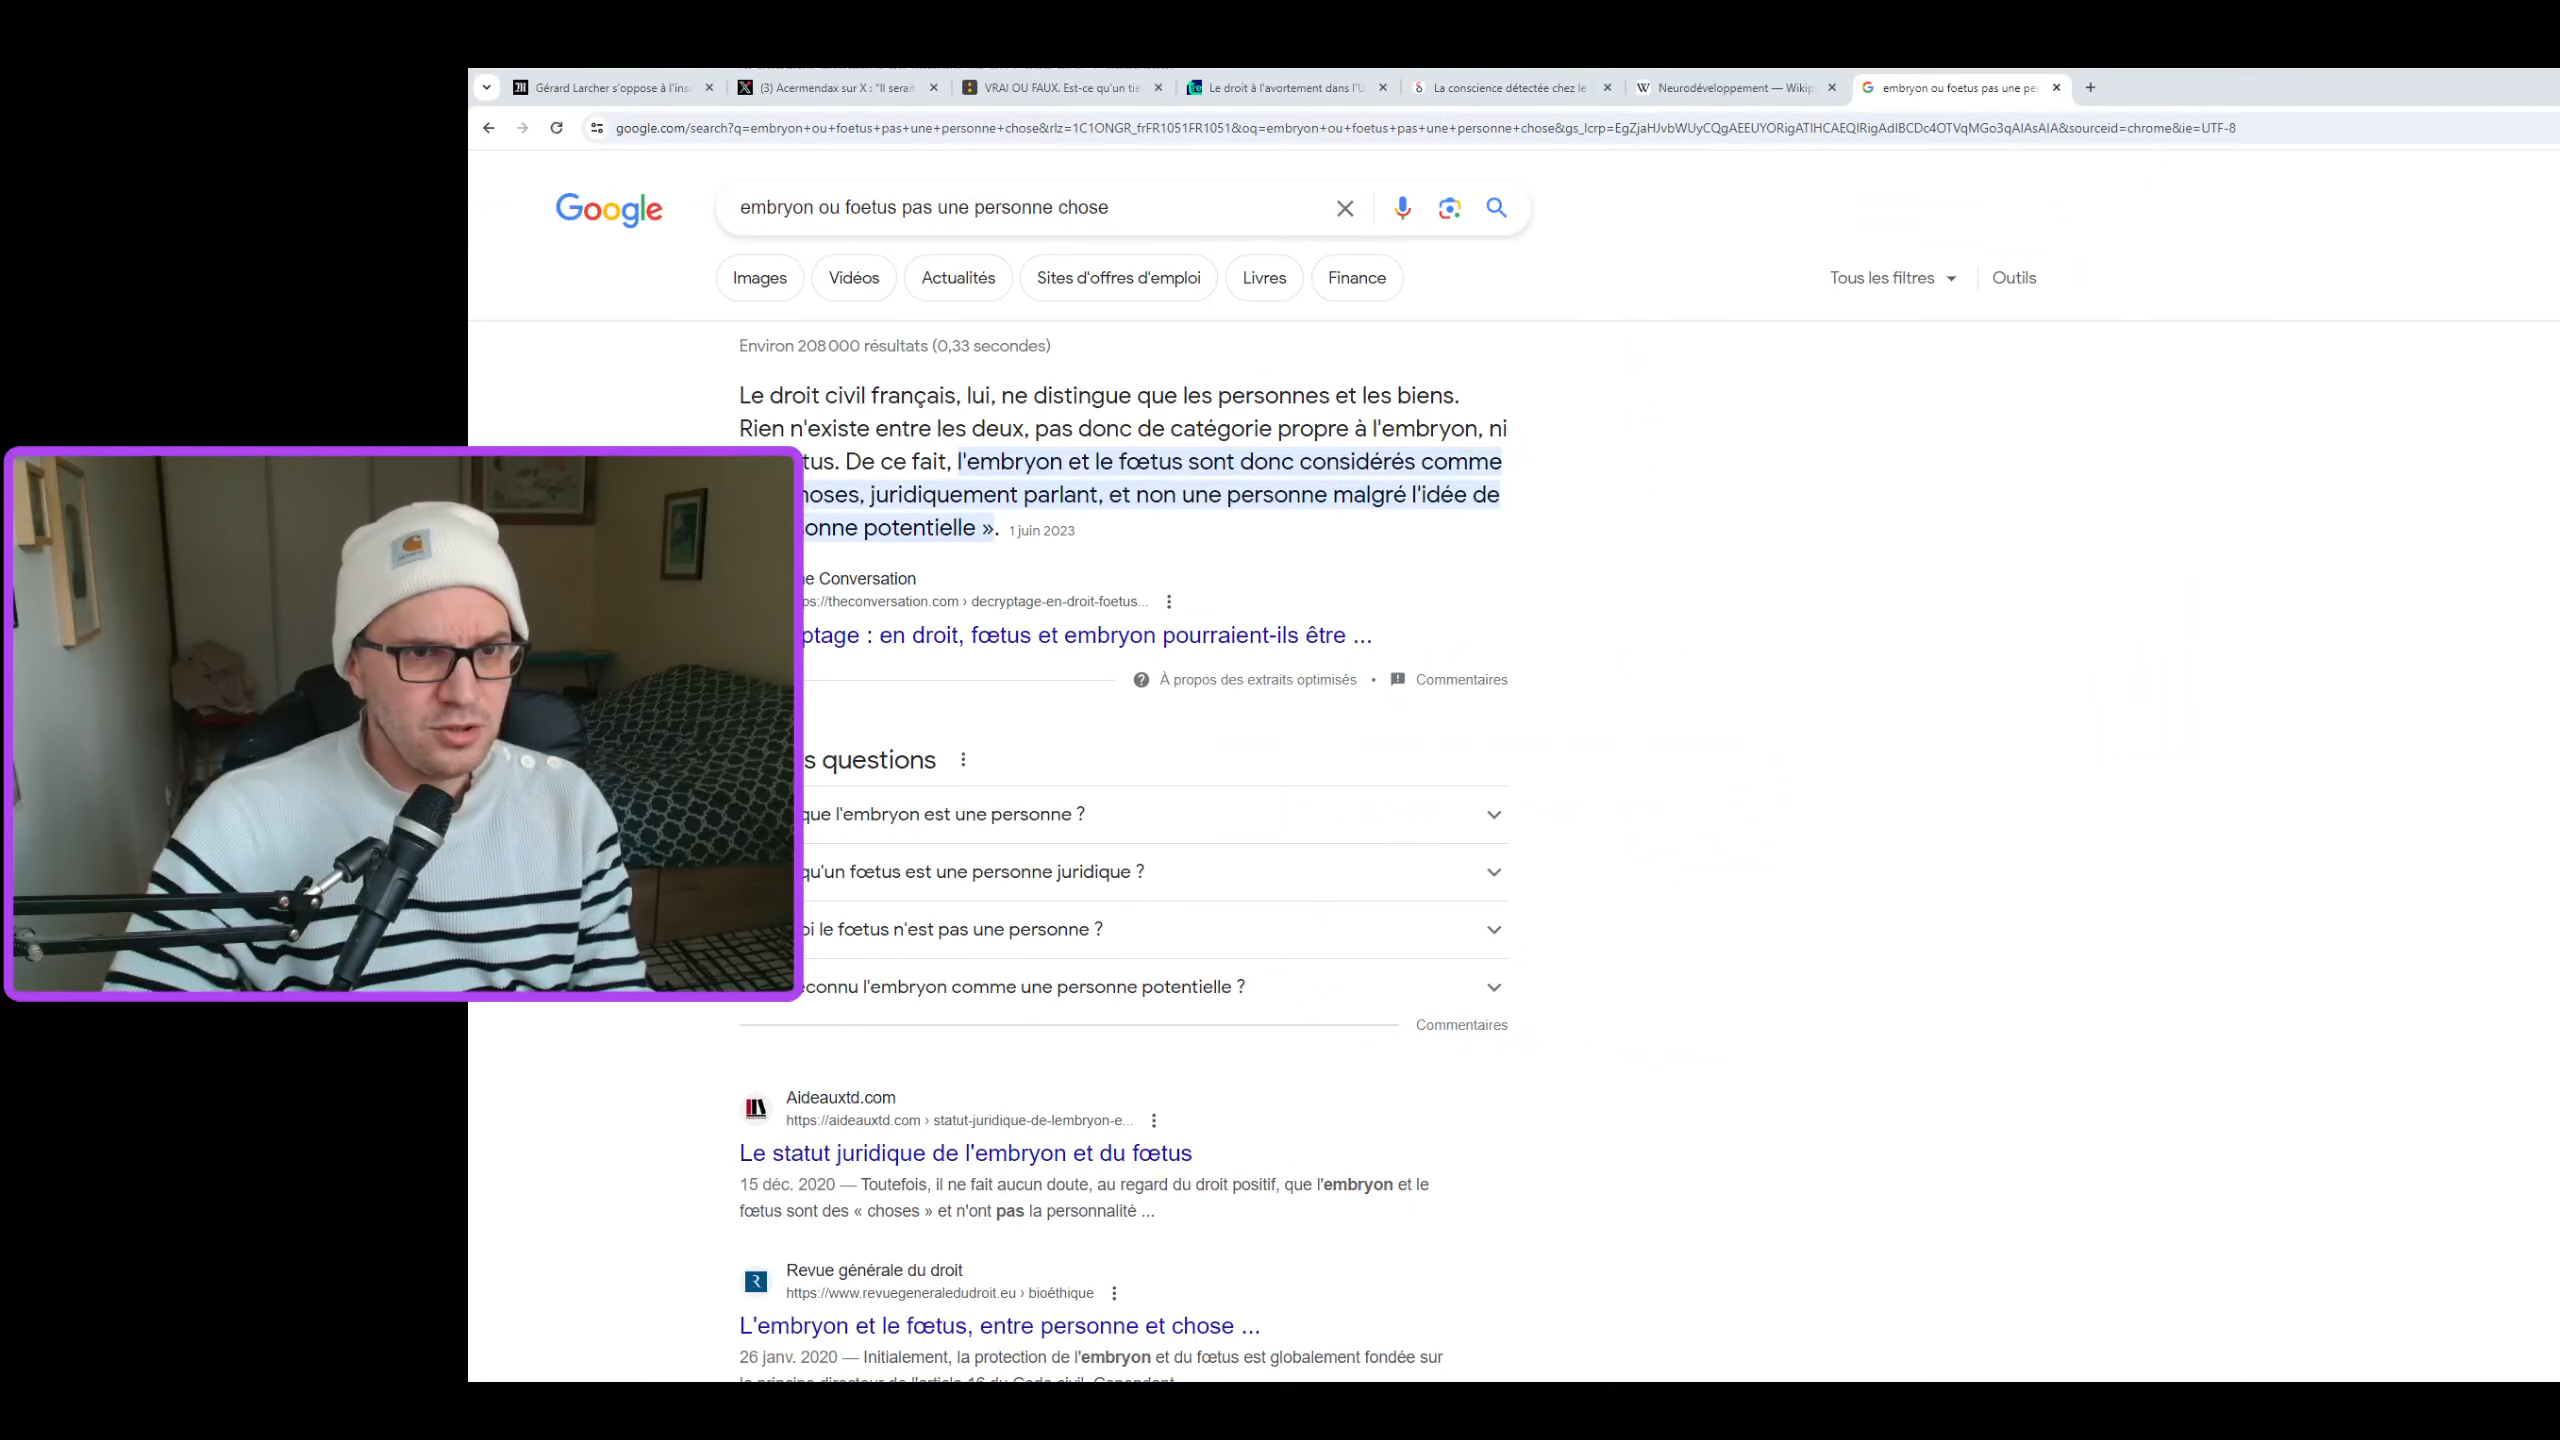 Gérard Larcher s'oppose à l'ins
(3) Acermendax sur X : "Il serait
VRAI OU FAUX. Est-ce qu'un tie
Le droit à l'avortement dans l'U
La conscience détectée chez le
W Neurodéveloppement — Wikip
embryon ou foetus pas une pe
google.com/search?q=embryon+ou+foetus+pas+une+personne+chose&rlz=1C1ONGR_frFR1051FR1051&oq=embryon+ou+foetus+pas+une+personne+chose&gs_lcrp=EgZjaHJvbWUyCQgAEEUYORigATIHCAEQIRigAdIBCDc4OTVqMGo3qAIAsAIA&sourceid=chrome&ie=UTF-8
Google
embryon ou foetus pas une personne chose
Images
Vidéos
Actualités
Sites d'offres d'emploi
Livres
Finance
Tous les filtres
Outils
Environ 208 000 résultats (0,33 secondes)
Le droit civil français, lui, ne distingue que les personnes et les biens.
Rien n'existe entre les deux, pas donc de catégorie propre à l'embryon, ni
tus. De ce fait, l'embryon et le fœtus sont donc considérés comme
hoses, juridiquement parlant, et non une personne malgré l'idée de
onne potentielle ». 1 juin 2023
e Conversation
ps://theconversation.com › decryptage-en-droit-foetus...
ptage : en droit, fœtus et embryon pourraient-ils être ...
À propos des extraits optimisés • Commentaires
s questions
que l'embryon est une personne ?
qu'un fœtus est une personne juridique ?
oi le fœtus n'est pas une personne ?
connu l'embryon comme une personne potentielle ?
Commentaires
Aideauxtd.com
https://aideauxtd.com › statut-juridique-de-lembryon-e...
Le statut juridique de l'embryon et du fœtus
15 déc. 2020 — Toutefois, il ne fait aucun doute, au regard du droit positif, que l'embryon et le
fœtus sont des « choses » et n'ont pas la personnalité ...
R
Revue générale du droit
https://www.revuegeneraledudroit.eu › bioéthique
L'embryon et le fœtus, entre personne et chose ...
26 janv. 2020 — Initialement, la protection de l'embryon et du fœtus est globalement fondée sur
le principe directeur de l'article 16 du Code civil. Cependant